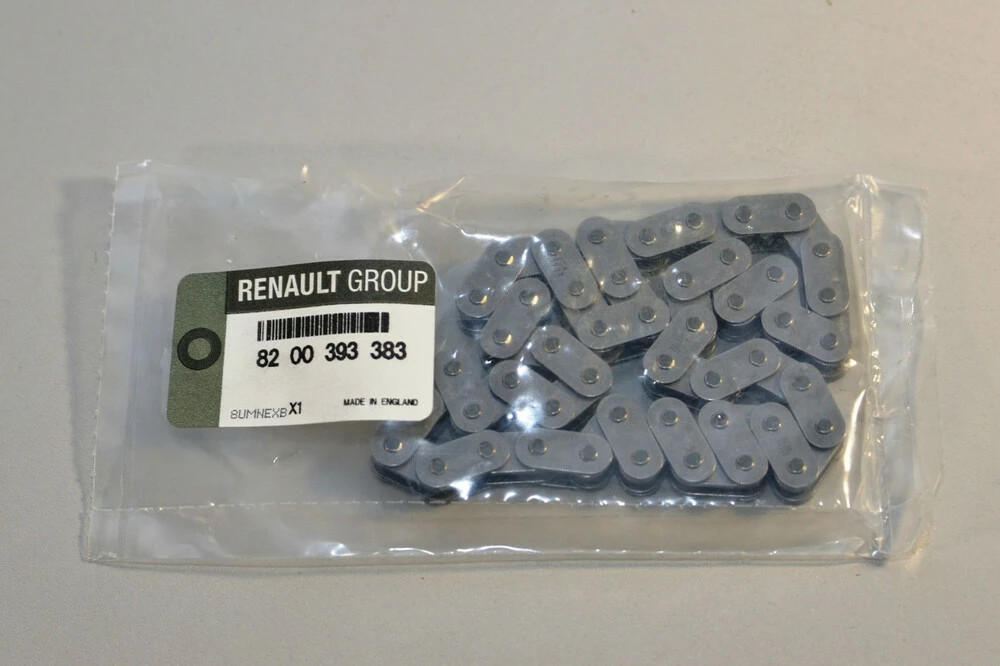 RENAULT GROUP
82 00 393 383
8UMNEXB X1
MADE IN ENGLAND